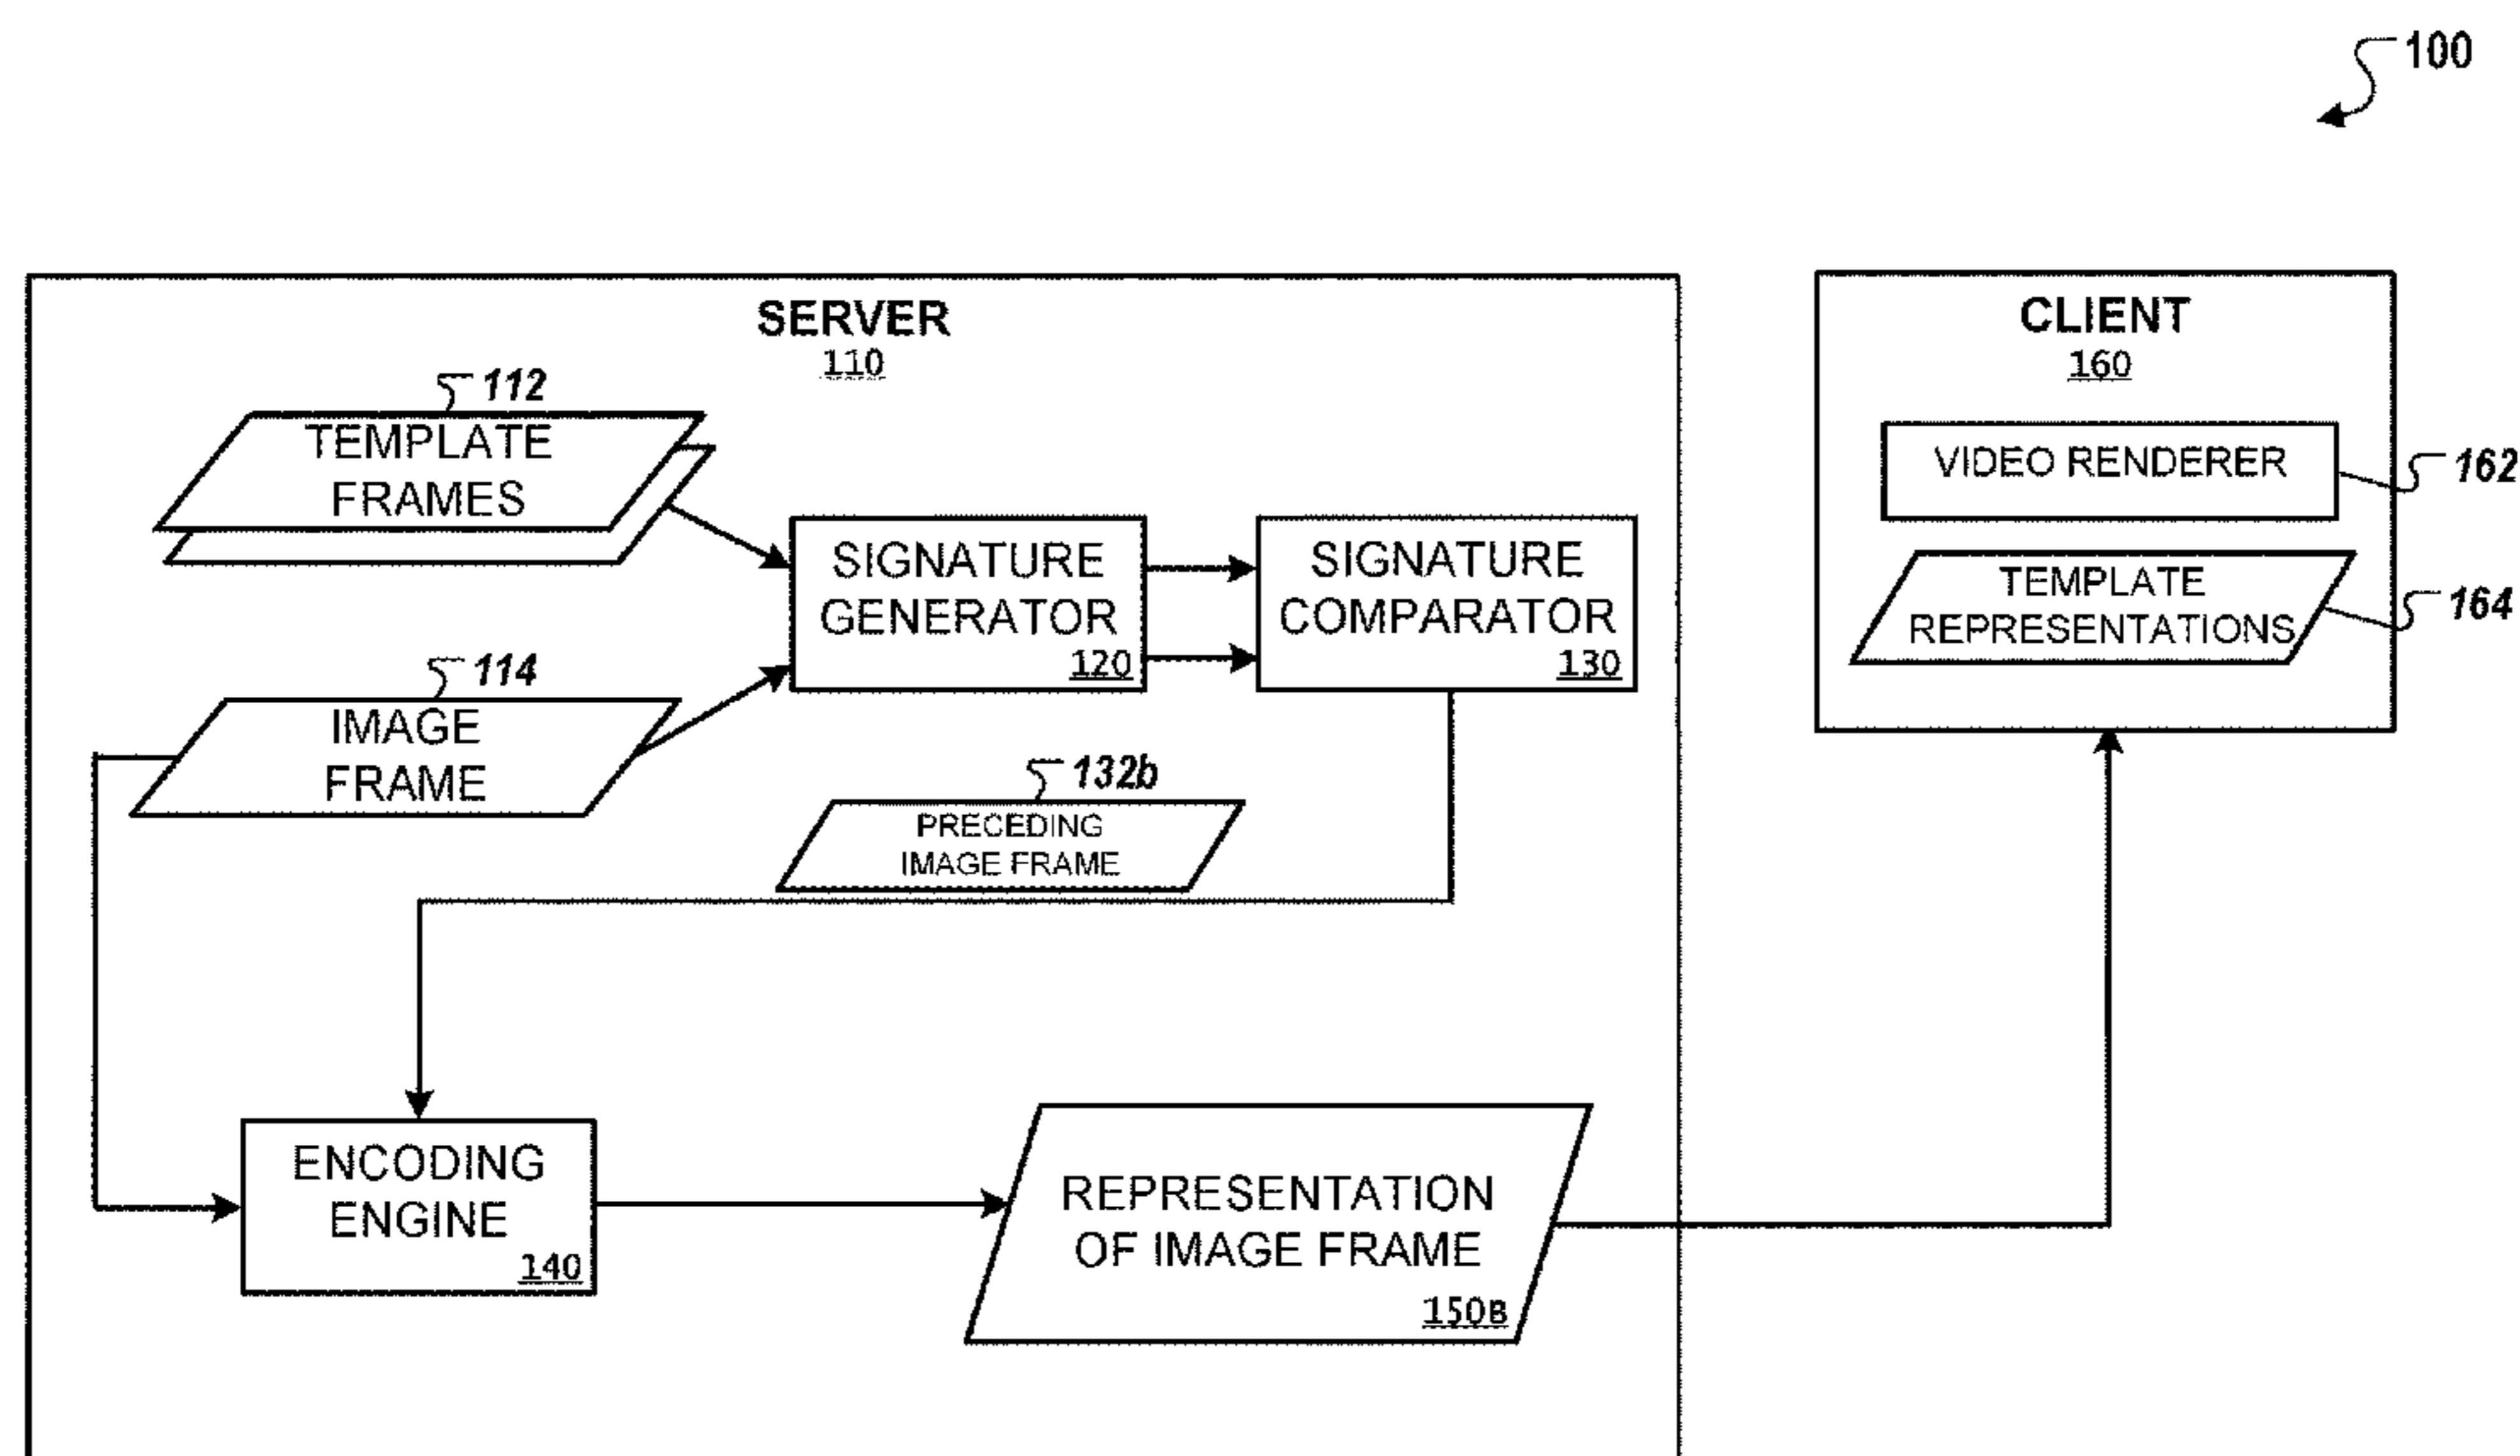 100
SERVER
110
112
TEMPLATE
FRAMES
SIGNATURE
GENERATOR
120
SIGNATURE
COMPARATOR
130
114
IMAGE
FRAME
132b
PRECEDING
IMAGE FRAME
ENCODING
ENGINE
140
REPRESENTATION
OF IMAGE FRAME
150B
CLIENT
160
VIDEO RENDERER
162
TEMPLATE
REPRESENTATIONS
164